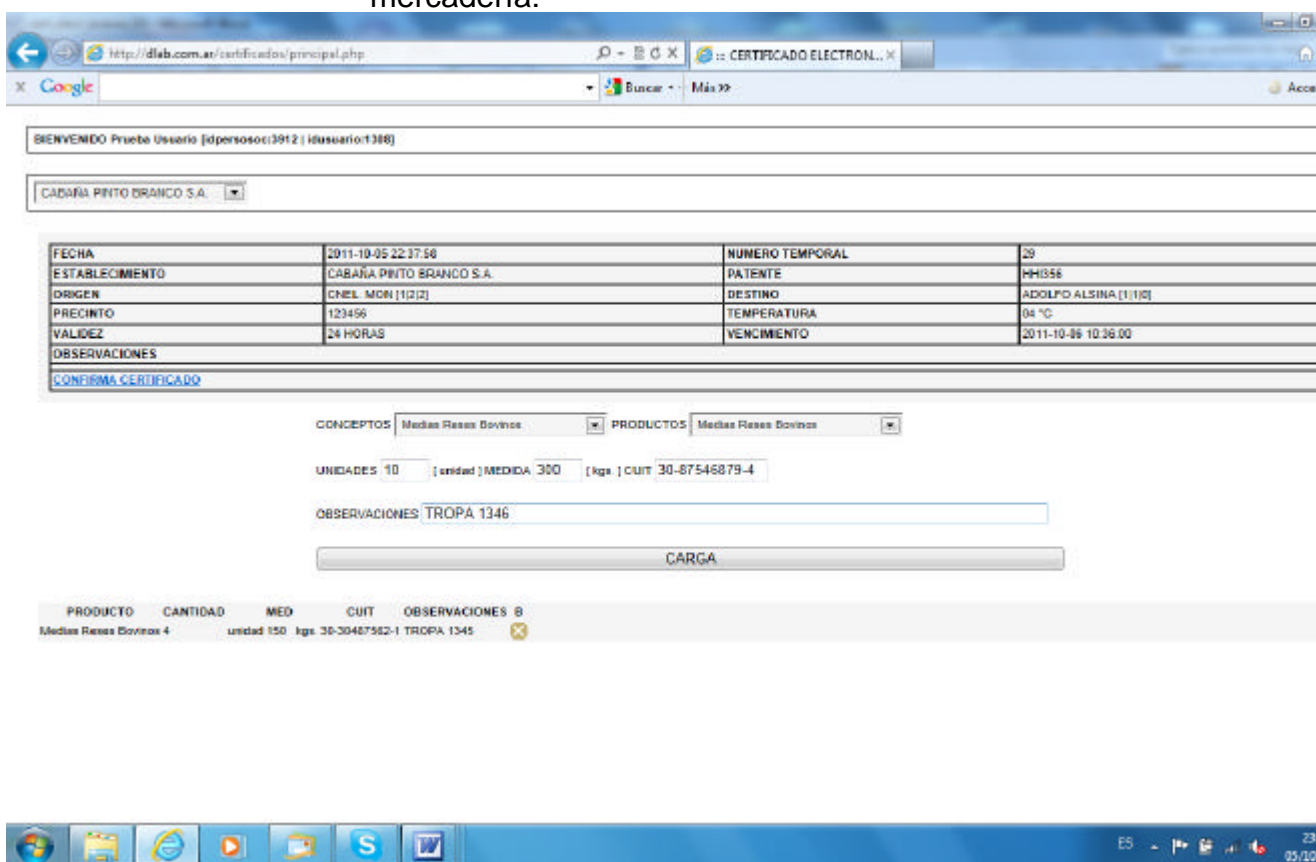 mercadería.
http://dlab.com.ar/certificados/principal.php
::: CERTIFICADO ELECTRON...
X Google
Buscar
Más >>
Acce
BIENVENIDO Prueba Usuario [idpersosoc:3912 | idusuario:1308]
CABAÑA PINTO BRANCO S.A.
FECHA 2011-10-05 22:37:58 NUMERO TEMPORAL 29
ESTABLECIMIENTO CABAÑA PINTO BRANCO S.A. PATENTE HHI356
ORIGEN CNEL. MON [1|2|2] DESTINO ADOLFO ALSINA [1|1|0]
PRECINTO 123456 TEMPERATURA 04 °C
VALIDEZ 24 HORAS VENCIMIENTO 2011-10-06 10:36:00
OBSERVACIONES
CONFIRMA CERTIFICADO
CONCEPTOS Medias Reses Bovinos PRODUCTOS Medias Reses Bovinos
UNIDADES 10 [ unidad ] MEDIDA 300 [ kgs. ] CUIT 30-87546879-4
OBSERVACIONES TROPA 1346
CARGA
PRODUCTO CANTIDAD MED CUIT OBSERVACIONES B
Medias Reses Bovinos 4 unidad 150 kgs. 30-30487562-1 TROPA 1345
ES
23